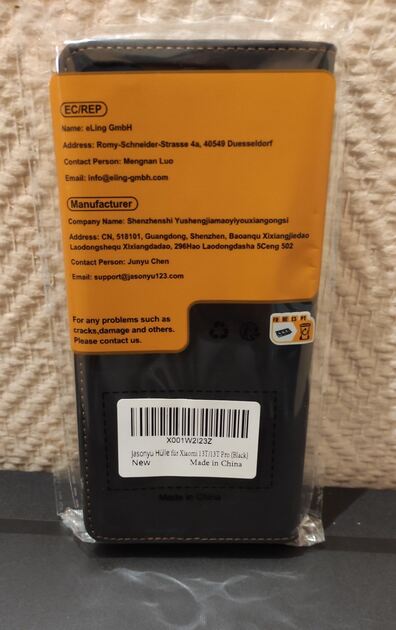 EC/REP
Name: eLing GmbH
Address: Romy-Schneider-Strasse 4a, 40549 Duesseldorf
Contact Person: Mengnan Luo
Email: info@eling-gmbh.com
Manufacturer
Company Name: Shenzhenshi Yushengjiamaoyiyouxiangongsi
Address: CN, 518101, Guangdong, Shenzhen, Baoanqu Xixiangjiedao
Laodongshequ Xixiangdadao, 296Hao Laodongdasha 5Ceng 502
Contact Person: Junyu Chen
Email: support@jasonyu123.com
For any problems such as
cracks,damage and others.
Please contact us.
X001W2I23Z
Jasonyu Hülle für Xiaomi 13T/13T Pro (Black)
New Made in China
Made in China